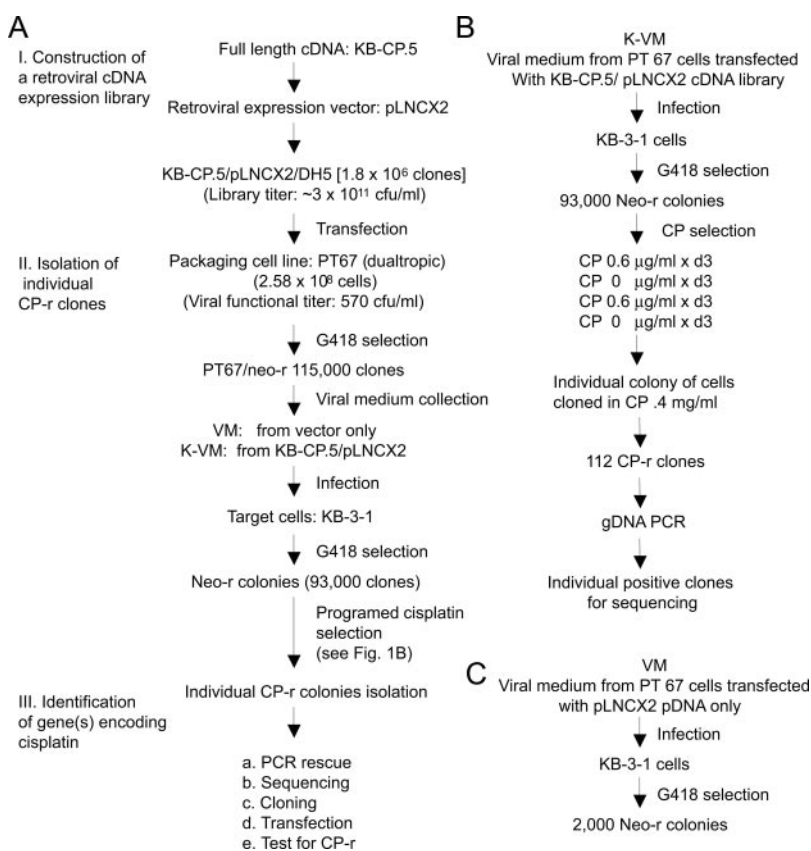 A
I. Construction of
a retroviral cDNA
expression library
Full length cDNA: KB-CP.5
Retroviral expression vector: pLNCX2
KB-CP.5/pLNCX2/DH5 [1.8 x 10⁶ clones]
(Library titer: ~3 x 10¹¹ cfu/ml)
Transfection
II. Isolation of
individual
CP-r clones
Packaging cell line: PT67 (dualtropic)
(2.58 x 10⁸ cells)
(Viral functional titer: 570 cfu/ml)
G418 selection
PT67/neo-r 115,000 clones
Viral medium collection
VM: from vector only
K-VM: from KB-CP.5/pLNCX2
Infection
Target cells: KB-3-1
G418 selection
Neo-r colonies (93,000 clones)
Programed cisplatin
selection
(see Fig. 1B)
III. Identification
of gene(s) encoding
cisplatin
Individual CP-r colonies isolation
a. PCR rescue
b. Sequencing
c. Cloning
d. Transfection
e. Test for CP-r
B
K-VM
Viral medium from PT 67 cells transfected
With KB-CP.5/ pLNCX2 cDNA library
Infection
KB-3-1 cells
G418 selection
93,000 Neo-r colonies
CP selection
CP 0.6 μg/ml x d3
CP 0 μg/ml x d3
CP 0.6 μg/ml x d3
CP 0 μg/ml x d3
Individual colony of cells
cloned in CP .4 mg/ml
112 CP-r clones
gDNA PCR
Individual positive clones
for sequencing
C
VM
Viral medium from PT 67 cells transfected
with pLNCX2 pDNA only
Infection
KB-3-1 cells
G418 selection
2,000 Neo-r colonies